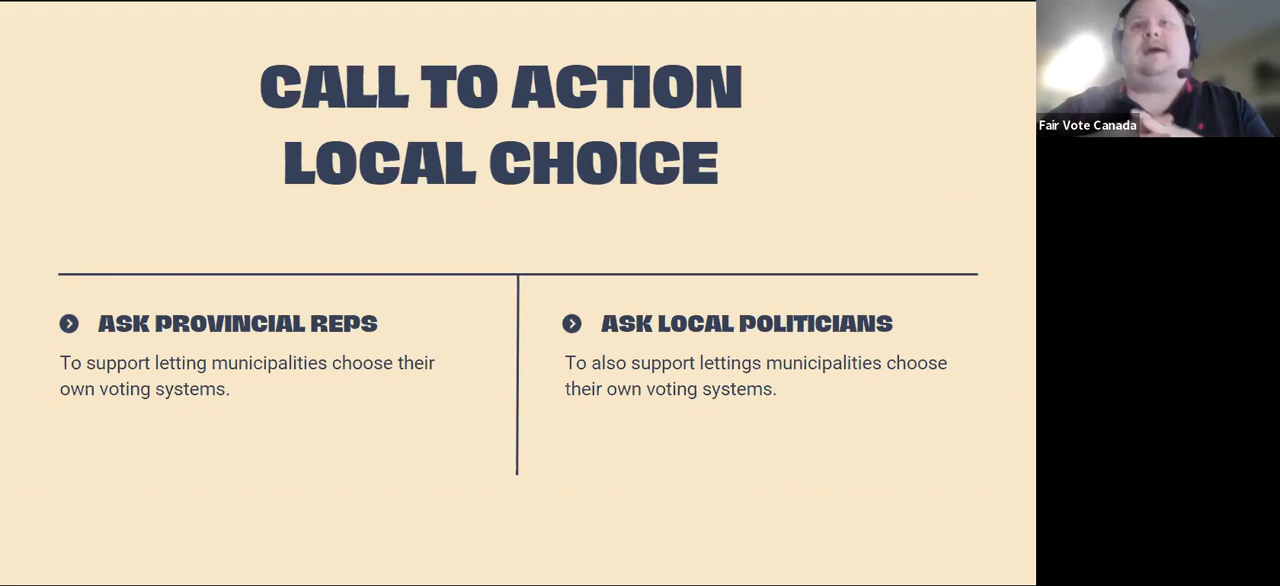 CALL TO ACTION
LOCAL CHOICE
ASK PROVINCIAL REPS
To support letting municipalities choose their
own voting systems.
ASK LOCAL POLITICIANS
To also support lettings municipalities choose
their own voting systems.
Fair Vote Canada